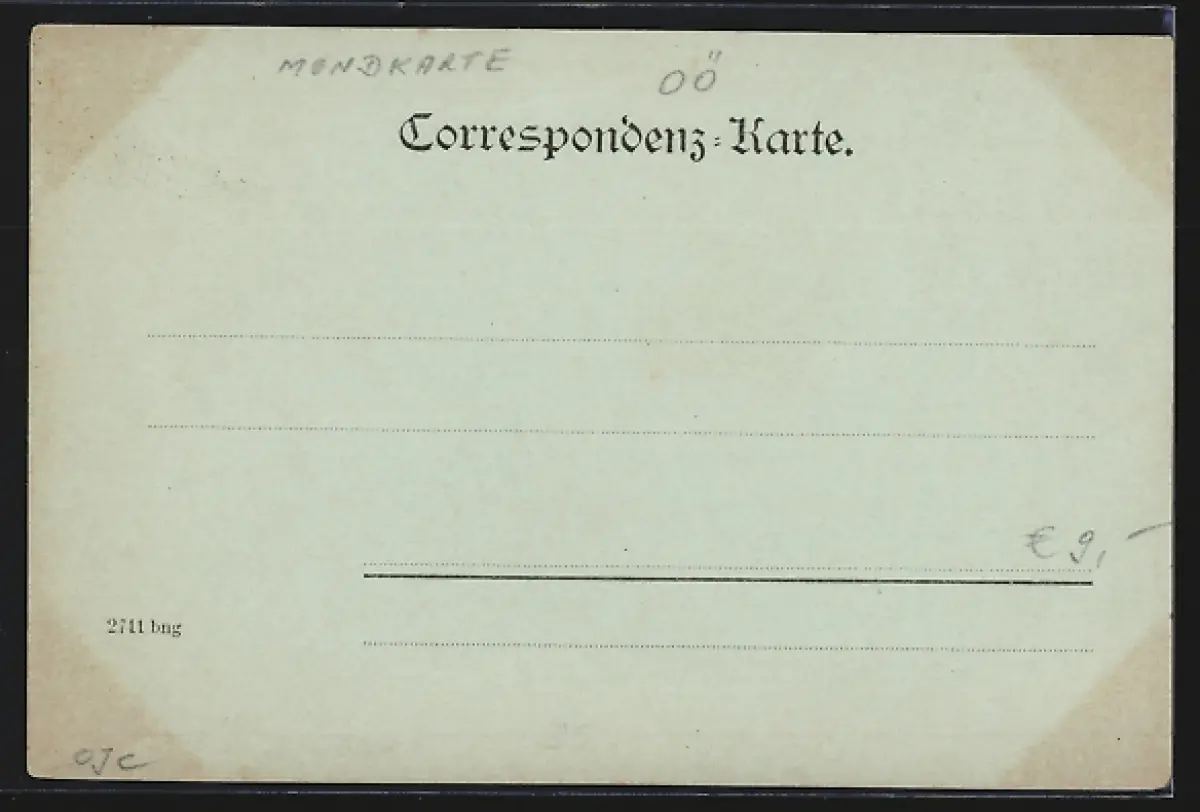 MONDKARTE
OÖ
Correspondenz-Karte.
€ 9,-
2711 bng
OJC